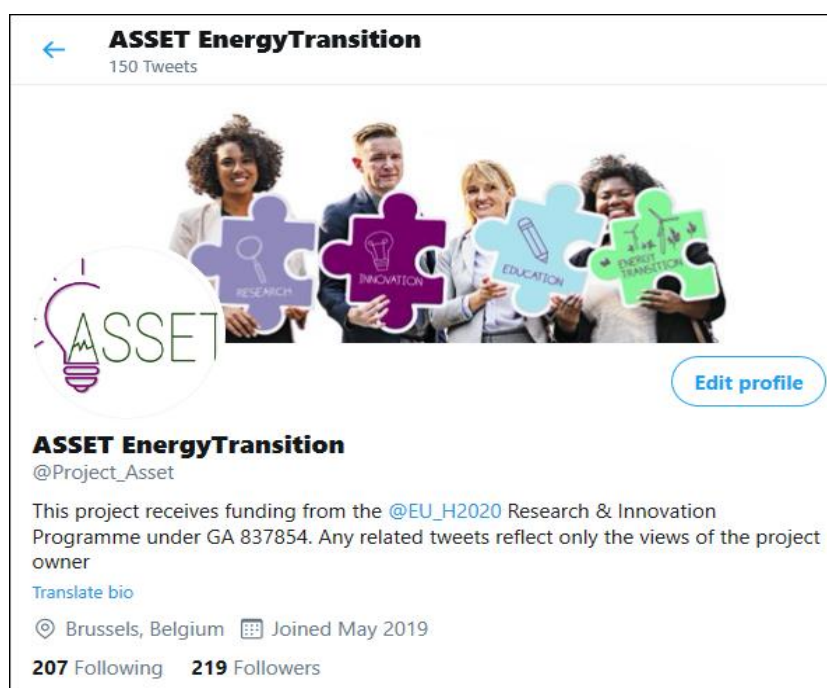 ASSET EnergyTransition
150 Tweets
RESEARCH
INNOVATION
EDUCATION
ENERGY
TRANSITION
ASSET
Edit profile
ASSET EnergyTransition
@Project_Asset
This project receives funding from the @EU_H2020 Research & Innovation
Programme under GA 837854. Any related tweets reflect only the views of the project
owner
Translate bio
Brussels, Belgium Joined May 2019
207 Following 219 Followers